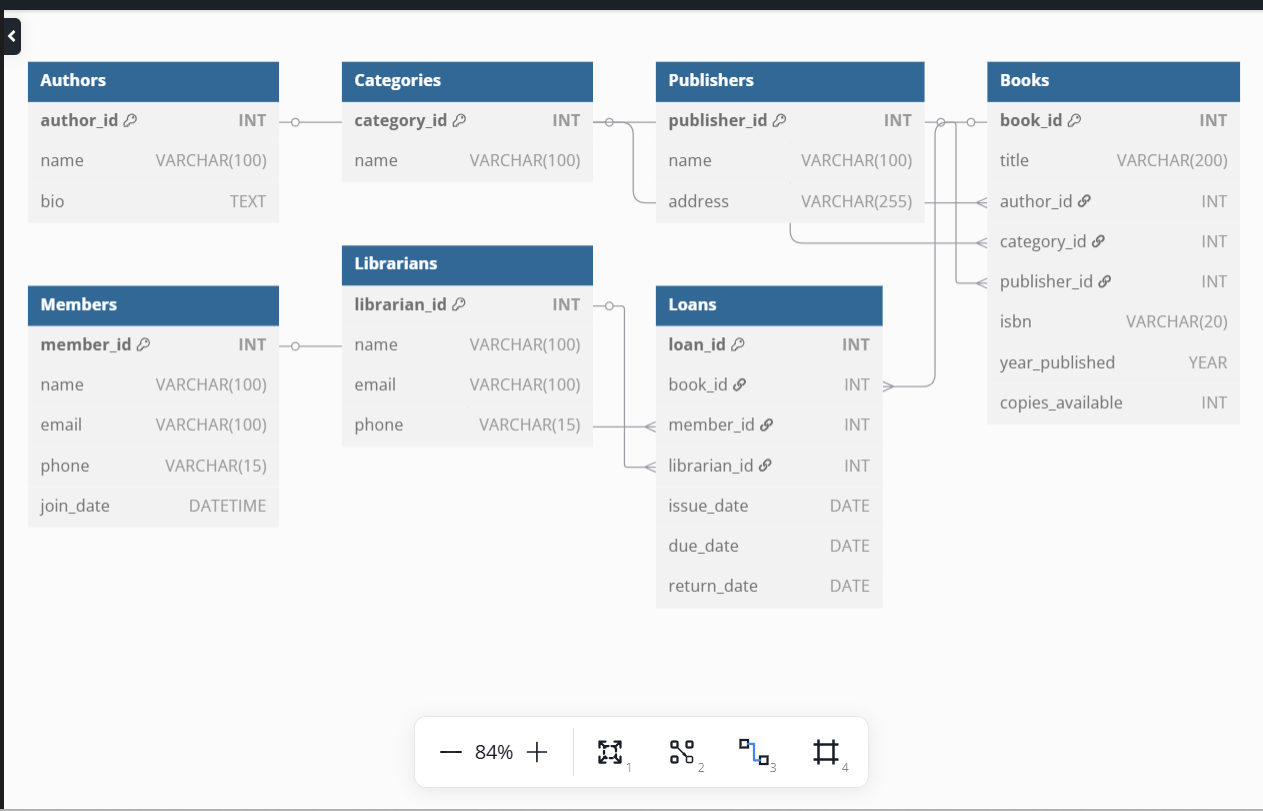 Authors
author_id INT
name VARCHAR(100)
bio TEXT
Categories
category_id INT
name VARCHAR(100)
Publishers
publisher_id INT
name VARCHAR(100)
address VARCHAR(255)
Books
book_id INT
title VARCHAR(200)
author_id INT
category_id INT
publisher_id INT
isbn VARCHAR(20)
year_published YEAR
copies_available INT
Members
member_id INT
name VARCHAR(100)
email VARCHAR(100)
phone VARCHAR(15)
join_date DATETIME
Librarians
librarian_id INT
name VARCHAR(100)
email VARCHAR(100)
phone VARCHAR(15)
Loans
loan_id INT
book_id INT
member_id INT
librarian_id INT
issue_date DATE
due_date DATE
return_date DATE
84% 1 2 3 4